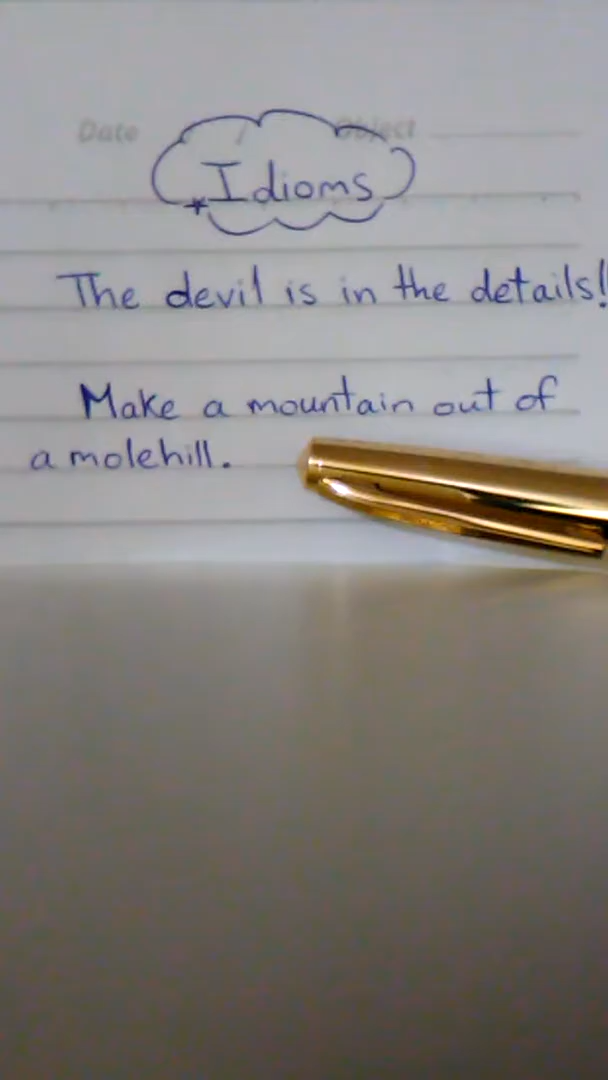 Date / / Object
Idioms
The devil is in the details!
Make a mountain out of
a molehill.